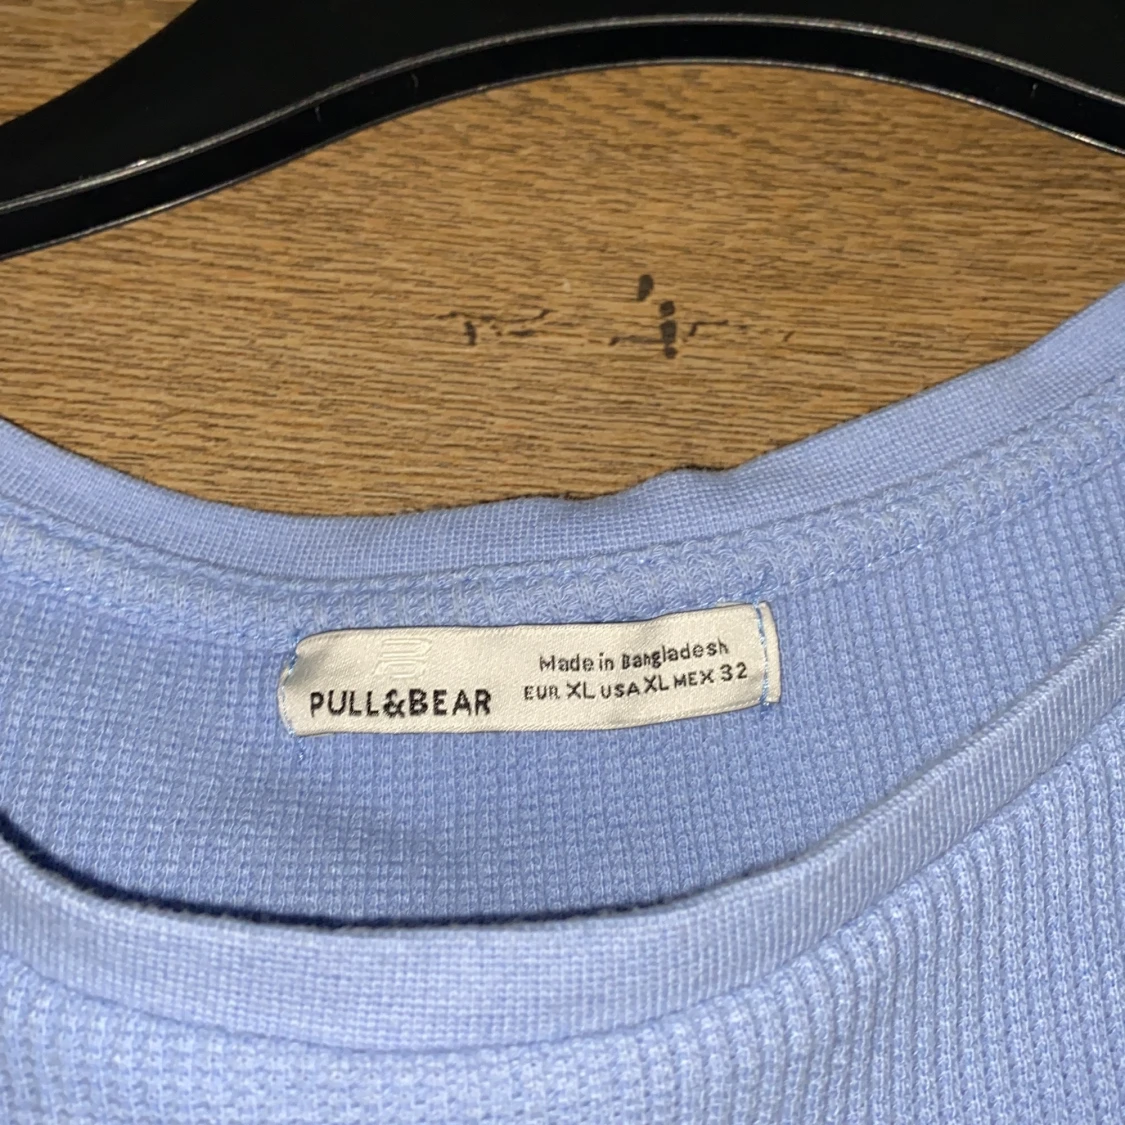 PULL&BEAR
Made in Bangladesh
EUR XL USA XL MEX 32